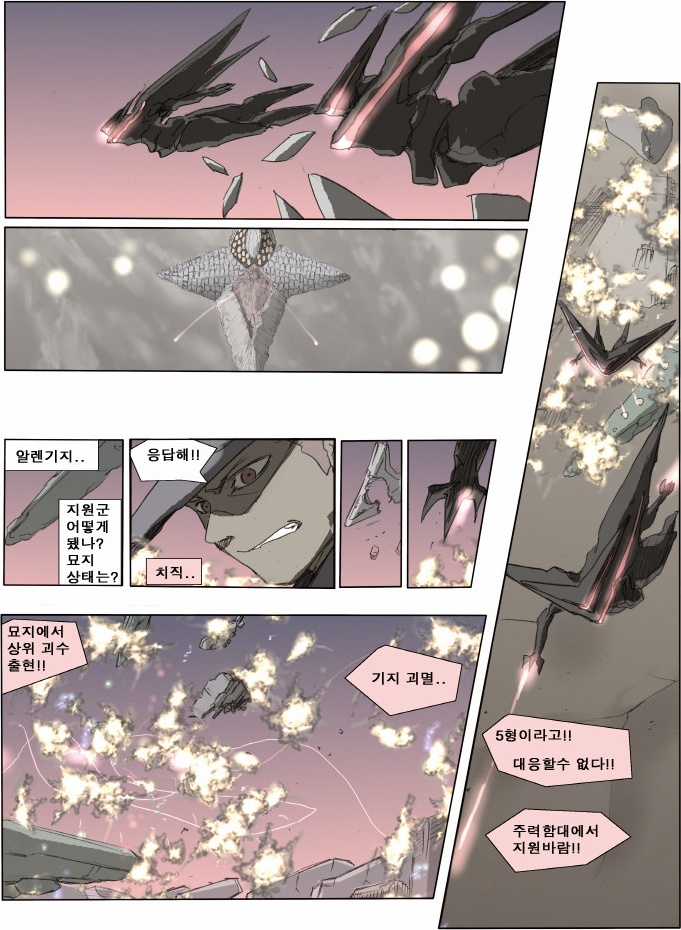 알렌기지..
지원군
어떻게
됐나?
묘지
상태는?
응답해!!
치직..
묘지에서
상위 괴수
출현!!
기지 괴멸..
5형이라고!!
대응할수 없다!!
주력함대에서
지원바람!!